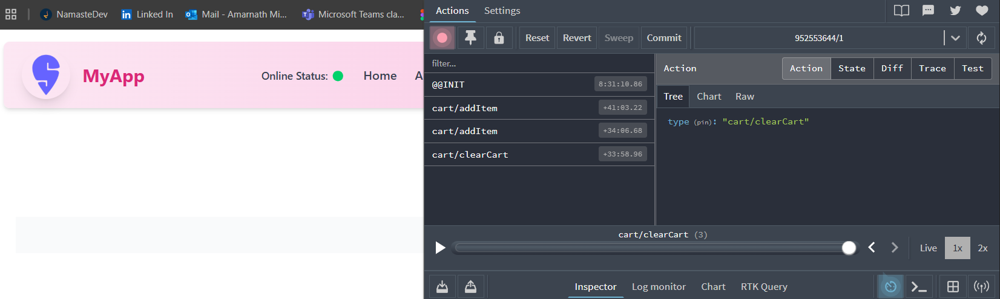 NamasteDev
Linked In
Mail - Amarnath Mi...
Microsoft Teams cla...
MyApp
Online Status:
Home
A
Actions
Settings
Reset
Revert
Sweep
Commit
952553644/1
filter...
@@INIT
8:31:10.86
cart/addItem
+41:03.22
cart/addItem
+34:06.68
cart/clearCart
+33:58.96
Action
Action
State
Diff
Trace
Test
Tree
Chart
Raw
type (pin): "cart/clearCart"
cart/clearCart (3)
Live
1x
2x
Inspector
Log monitor
Chart
RTK Query